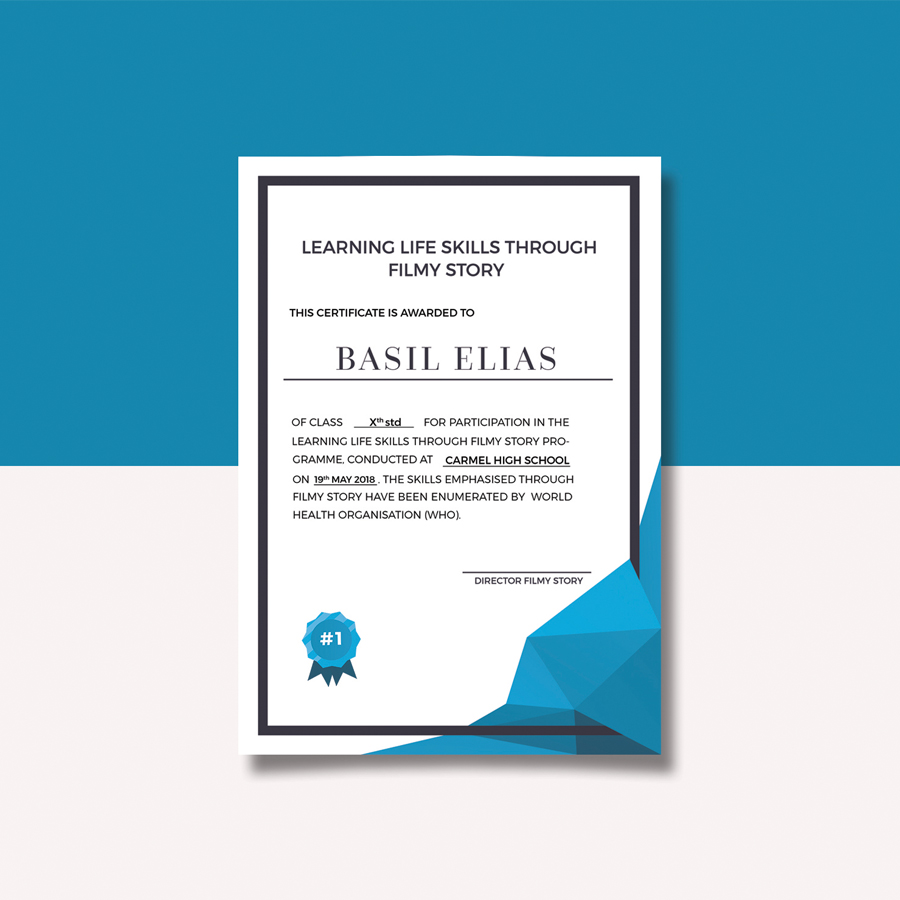 LEARNING LIFE SKILLS THROUGH
FILMY STORY
THIS CERTIFICATE IS AWARDED TO
BASIL ELIAS
OF CLASS Xth std FOR PARTICIPATION IN THE
LEARNING LIFE SKILLS THROUGH FILMY STORY PRO-
GRAMME, CONDUCTED AT CARMEL HIGH SCHOOL
ON 19th MAY 2018 . THE SKILLS EMPHASISED THROUGH
FILMY STORY HAVE BEEN ENUMERATED BY WORLD
HEALTH ORGANISATION (WHO).
DIRECTOR FILMY STORY
#1